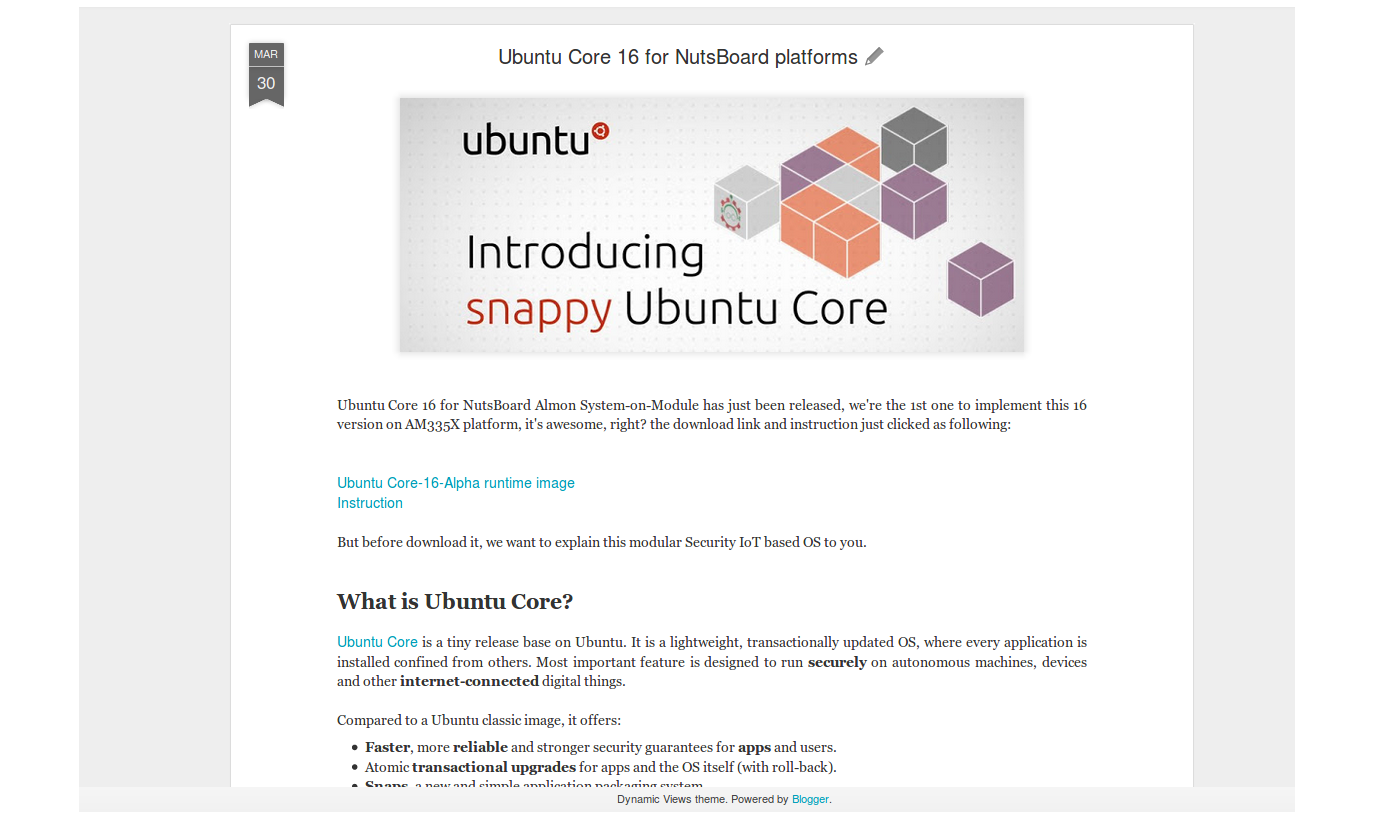 MAR
30
Ubuntu Core 16 for NutsBoard platforms
ubuntu
Introducing
snappy Ubuntu Core
Ubuntu Core 16 for NutsBoard Almon System-on-Module has just been released, we're the 1st one to implement this 16
version on AM335X platform, it's awesome, right? the download link and instruction just clicked as following:
Ubuntu Core-16-Alpha runtime image
Instruction
But before download it, we want to explain this modular Security IoT based OS to you.
What is Ubuntu Core?
Ubuntu Core is a tiny release base on Ubuntu. It is a lightweight, transactionally updated OS, where every application is
installed confined from others. Most important feature is designed to run securely on autonomous machines, devices
and other internet-connected digital things.
Compared to a Ubuntu classic image, it offers:
• Faster, more reliable and stronger security guarantees for apps and users.
• Atomic transactional upgrades for apps and the OS itself (with roll-back).
• Snaps, a new and simple application packaging system
Dynamic Views theme. Powered by Blogger.